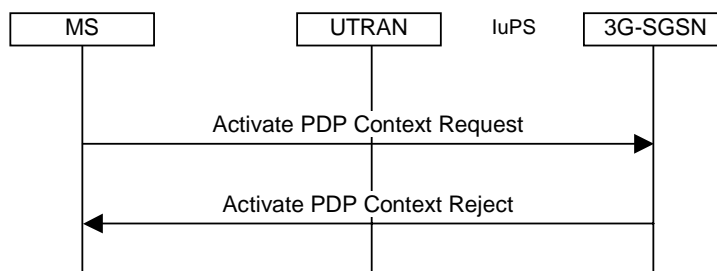 MS
UTRAN
IuPS
3G-SGSN
Activate PDP Context Request
Activate PDP Context Reject